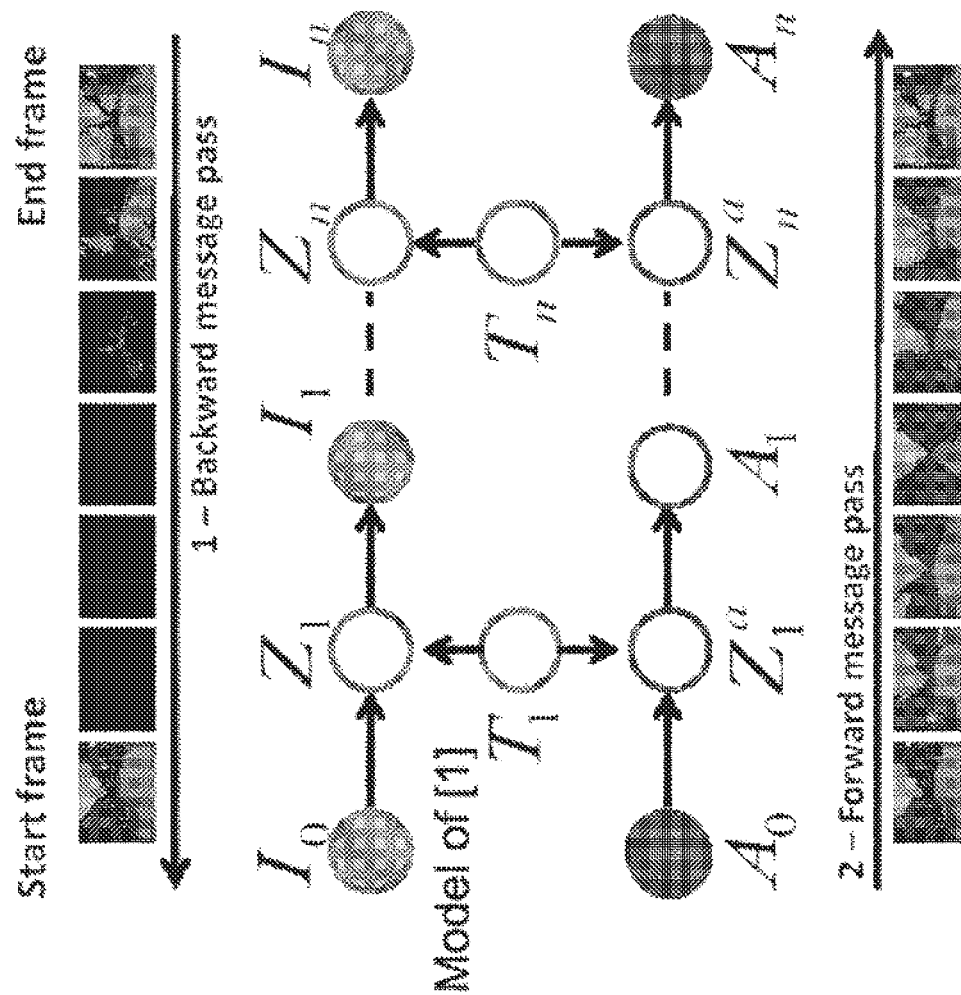 Start frame
End frame
1 – Backward message pass
I₀
Z₁
I₁
Zₙ
Iₙ
T₁
Tₙ
Model of [1]
A₀
Z₁ᵃ
A₁
Zₙᵃ
Aₙ
2 – Forward message pass